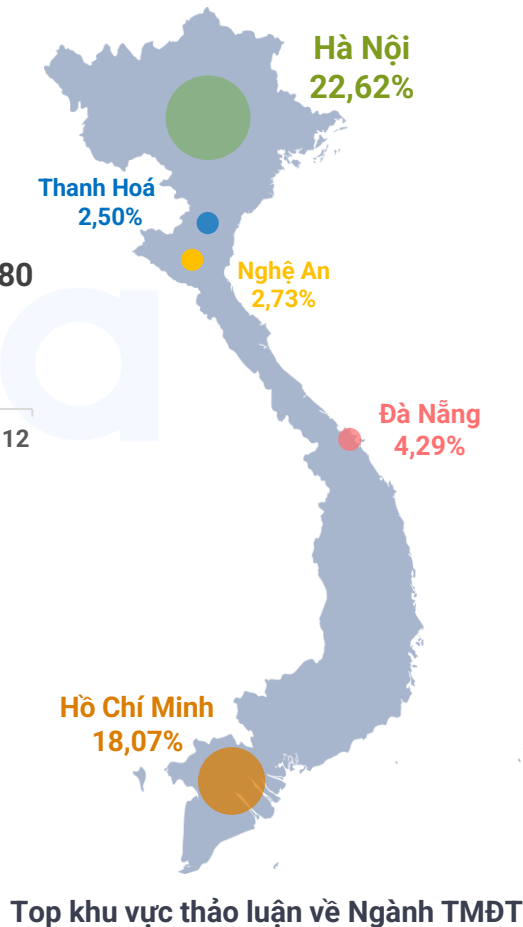 Hà Nội
22,62%
Thanh Hoá
2,50%
Nghệ An
2,73%
80
12
Đà Nẵng
4,29%
Hồ Chí Minh
18,07%
Top khu vực thảo luận về Ngành TMĐT